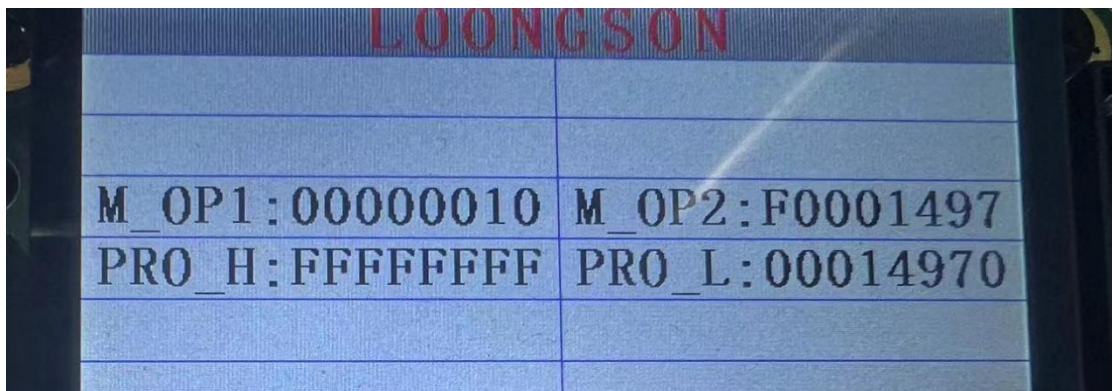 LOONGSON
M_OP1:00000010 M_OP2:F0001497
PRO_H:FFFFFFFF PRO_L:00014970